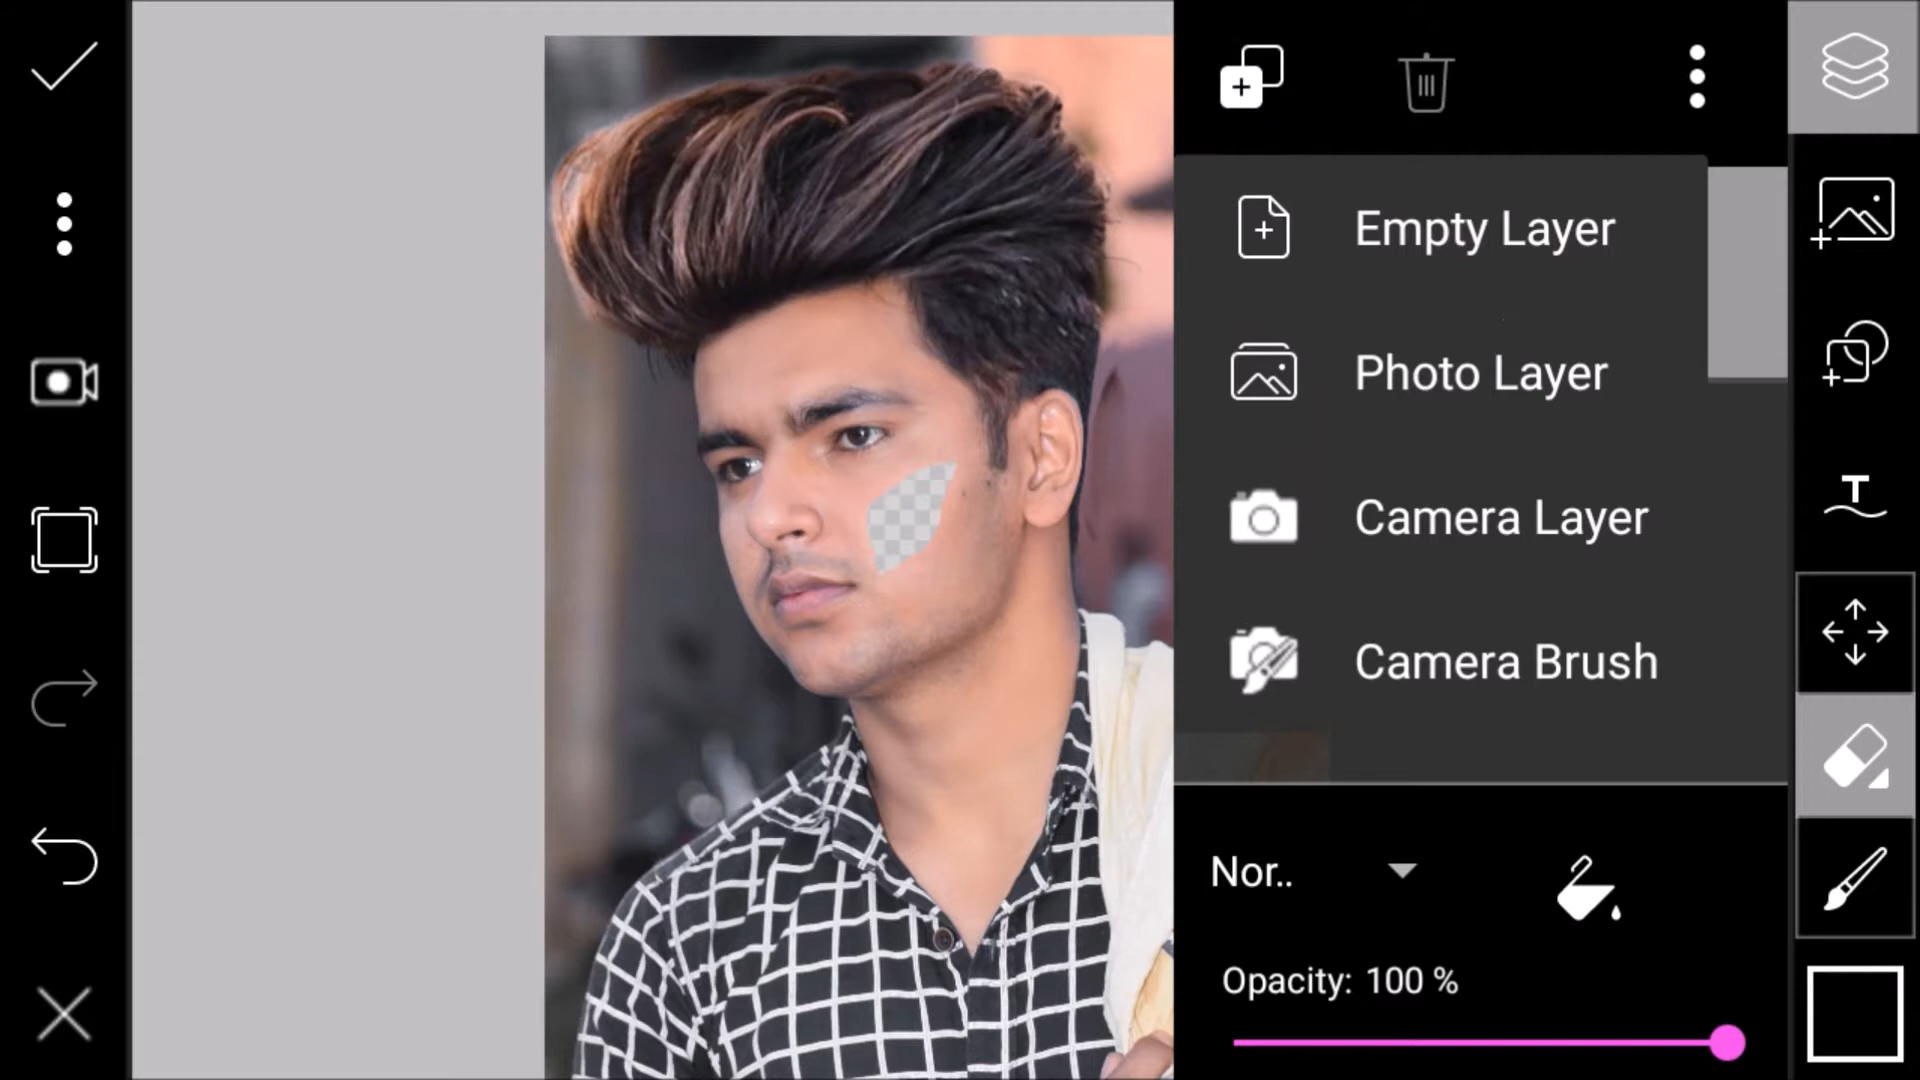 Empty Layer
Photo Layer
Camera Layer
Camera Brush
T
Nor..
Opacity: 100 %